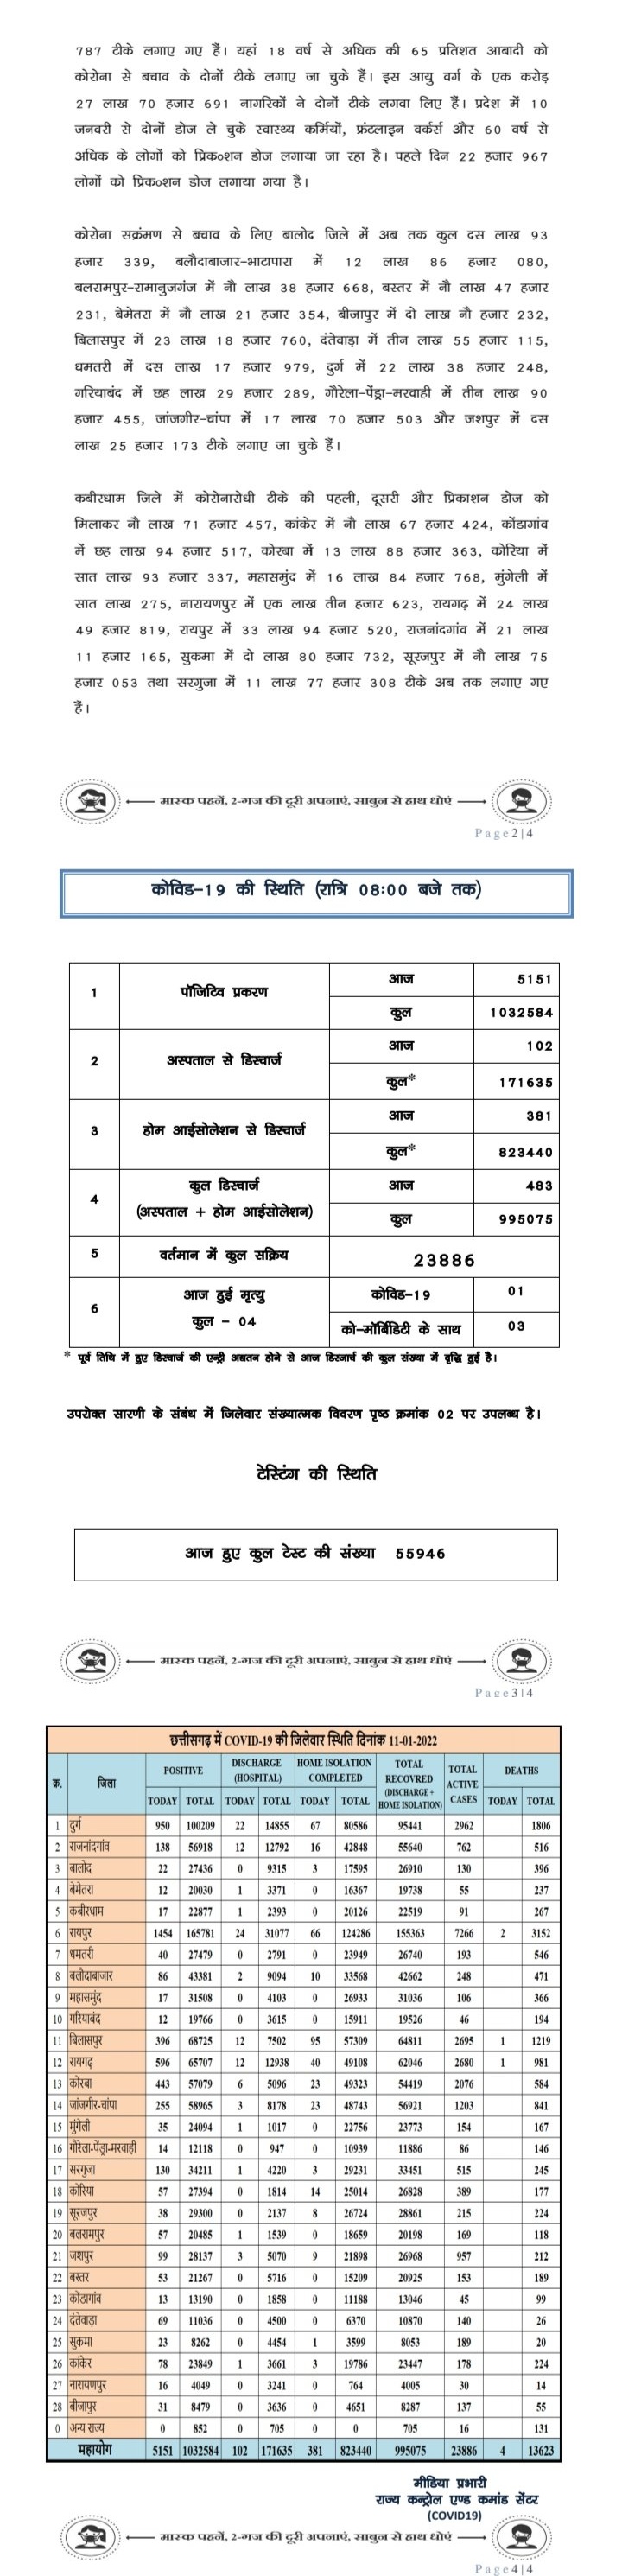 787 टीके लगाए गए हैं। यहां 18 वर्ष से अधिक की 65 प्रतिशत आबादी को
कोरोना से बचाव के दोनों टीके लगाए जा चुके हैं। इस आयु वर्ग के एक करोड़
27 लाख 70 हजार 691 नागरिकों ने दोनों टीके लगवा लिए हैं। प्रदेश में 10
जनवरी से दोनों डोज ले चुके स्वास्थ्य कर्मियों, फ्रंटलाइन वर्कर्स और 60 वर्ष से
अधिक के लोगों को प्रिकॉशन डोज लगाया जा रहा है। पहले दिन 22 हजार 967
लोगों को प्रिकॉशन डोज लगाया गया है।
कोरोना सक्रंमण से बचाव के लिए बालोद जिले में अब तक कुल दस लाख 93
हजार 339, बलौदाबाजार-भाटापारा में 12 लाख 86 हजार 080,
बलरामपुर-रामानुजगंज में नौ लाख 38 हजार 668, बस्तर में नौ लाख 47 हजार
231, बेमेतरा में नौ लाख 21 हजार 354, बीजापुर में दो लाख नौ हजार 232,
बिलासपुर में 23 लाख 18 हजार 760, दंतेवाड़ा में तीन लाख 55 हजार 115,
धमतरी में दस लाख 17 हजार 979, दुर्ग में 22 लाख 38 हजार 248,
गरियाबंद में छह लाख 29 हजार 289, गौरेला-पेंड्रा-मरवाही में तीन लाख 90
हजार 455, जांजगीर-चांपा में 17 लाख 70 हजार 503 और जशपुर में दस
लाख 25 हजार 173 टीके लगाए जा चुके हैं।
कबीरधाम जिले में कोरोनारोधी टीके की पहली, दूसरी और प्रिकाशन डोज को
मिलाकर नौ लाख 71 हजार 457, कांकेर में नौ लाख 67 हजार 424, कोंडागांव
में छह लाख 94 हजार 517, कोरबा में 13 लाख 88 हजार 363, कोरिया में
सात लाख 93 हजार 337, महासमुंद में 16 लाख 84 हजार 768, मुंगेली में
सात लाख 275, नारायणपुर में एक लाख तीन हजार 623, रायगढ़ में 24 लाख
49 हजार 819, रायपुर में 33 लाख 94 हजार 520, राजनांदगांव में 21 लाख
11 हजार 165, सुकमा में दो लाख 80 हजार 732, सूरजपुर में नौ लाख 75
हजार 053 तथा सरगुजा में 11 लाख 77 हजार 308 टीके अब तक लगाए गए
हैं।
मास्क पहनें, 2-गज की दूरी अपनाएं, साबुन से हाथ धोएं
Page 2|4
कोविड-19 की स्थिति (रात्रि 08:00 बजे तक)
1 पॉजिटिव प्रकरण आज 5151
कुल 1032584
2 अस्पताल से डिस्चार्ज आज 102
कुल* 171635
3 होम आईसोलेशन से डिस्चार्ज आज 381
कुल* 823440
4 कुल डिस्चार्ज (अस्पताल + होम आईसोलेशन) आज 483
कुल 995075
5 वर्तमान में कुल सक्रिय 23886
6 आज हुई मृत्यु कुल - 04 कोविड-19 01
को-मॉर्बिडिटी के साथ 03
* पूर्व तिथि में हुए डिस्चार्ज की एन्ट्री अद्यतन होने से आज डिस्चार्ज की कुल संख्या में वृद्धि हुई है।
उपरोक्त सारणी के संबंध में जिलेवार संख्यात्मक विवरण पृष्ठ क्रमांक 02 पर उपलब्ध है।
टेस्टिंग की स्थिति
आज हुए कुल टेस्ट की संख्या 55946
मास्क पहनें, 2-गज की दूरी अपनाएं, साबुन से हाथ धोएं
Page 3|4
छत्तीसगढ़ में COVID-19 की जिलेवार स्थिति दिनांक 11-01-2022
क्र. जिला POSITIVE DISCHARGE (HOSPITAL) HOME ISOLATION COMPLETED TOTAL RECOVRED (DISCHARGE + HOME ISOLATION) TOTAL ACTIVE CASES DEATHS
TODAY TOTAL TODAY TOTAL TODAY TOTAL TODAY TOTAL
1 दुर्ग 950 100209 22 14855 67 80586 95441 2962 1806
2 राजनांदगांव 138 56918 12 12792 16 42848 55640 762 516
3 बालोद 22 27436 0 9315 3 17595 26910 130 396
4 बेमेतरा 12 20030 1 3371 0 16367 19738 55 237
5 कबीरधाम 17 22877 1 2393 0 20126 22519 91 267
6 रायपुर 1454 165781 24 31077 66 124286 155363 7266 2 3152
7 धमतरी 40 27479 0 2791 0 23949 26740 193 546
8 बलौदाबाजार 86 43381 2 9094 10 33568 42662 248 471
9 महासमुंद 17 31508 0 4103 0 26933 31036 106 366
10 गरियाबंद 12 19766 0 3615 0 15911 19526 46 194
11 बिलासपुर 396 68725 12 7502 95 57309 64811 2695 1 1219
12 रायगढ़ 596 65707 12 12938 40 49108 62046 2680 1 981
13 कोरबा 443 57079 6 5096 23 49323 54419 2076 584
14 जांजगीर-चांपा 255 58965 3 8178 23 48743 56921 1203 841
15 मुंगेली 35 24094 1 1017 0 22756 23773 154 167
16 गौरेला-पेंड्रा-मरवाही 14 12118 0 947 0 10939 11886 86 146
17 सरगुजा 130 34211 1 4220 3 29231 33451 515 245
18 कोरिया 57 27394 0 1814 14 25014 26828 389 177
19 सूरजपुर 38 29300 0 2137 8 26724 28861 215 224
20 बलरामपुर 57 20485 1 1539 0 18659 20198 169 118
21 जशपुर 99 28137 3 5070 9 21898 26968 957 212
22 बस्तर 53 21267 0 5716 0 15209 20925 153 189
23 कोंडागांव 13 13190 0 1858 0 11188 13046 45 99
24 दंतेवाड़ा 69 11036 0 4500 0 6370 10870 140 26
25 सुकमा 23 8262 0 4454 1 3599 8053 189 20
26 कांकेर 78 23849 1 3661 3 19786 23447 178 224
27 नारायणपुर 16 4049 0 3241 0 764 4005 30 14
28 बीजापुर 31 8479 0 3636 0 4651 8287 137 55
0 अन्य राज्य 0 852 0 705 0 0 705 16 131
महायोग 5151 1032584 102 171635 381 823440 995075 23886 4 13623
मीडिया प्रभारी
राज्य कन्ट्रोल एण्ड कमांड सेंटर
(COVID19)
मास्क पहनें, 2-गज की दूरी अपनाएं, साबुन से हाथ धोएं
Page 4|4